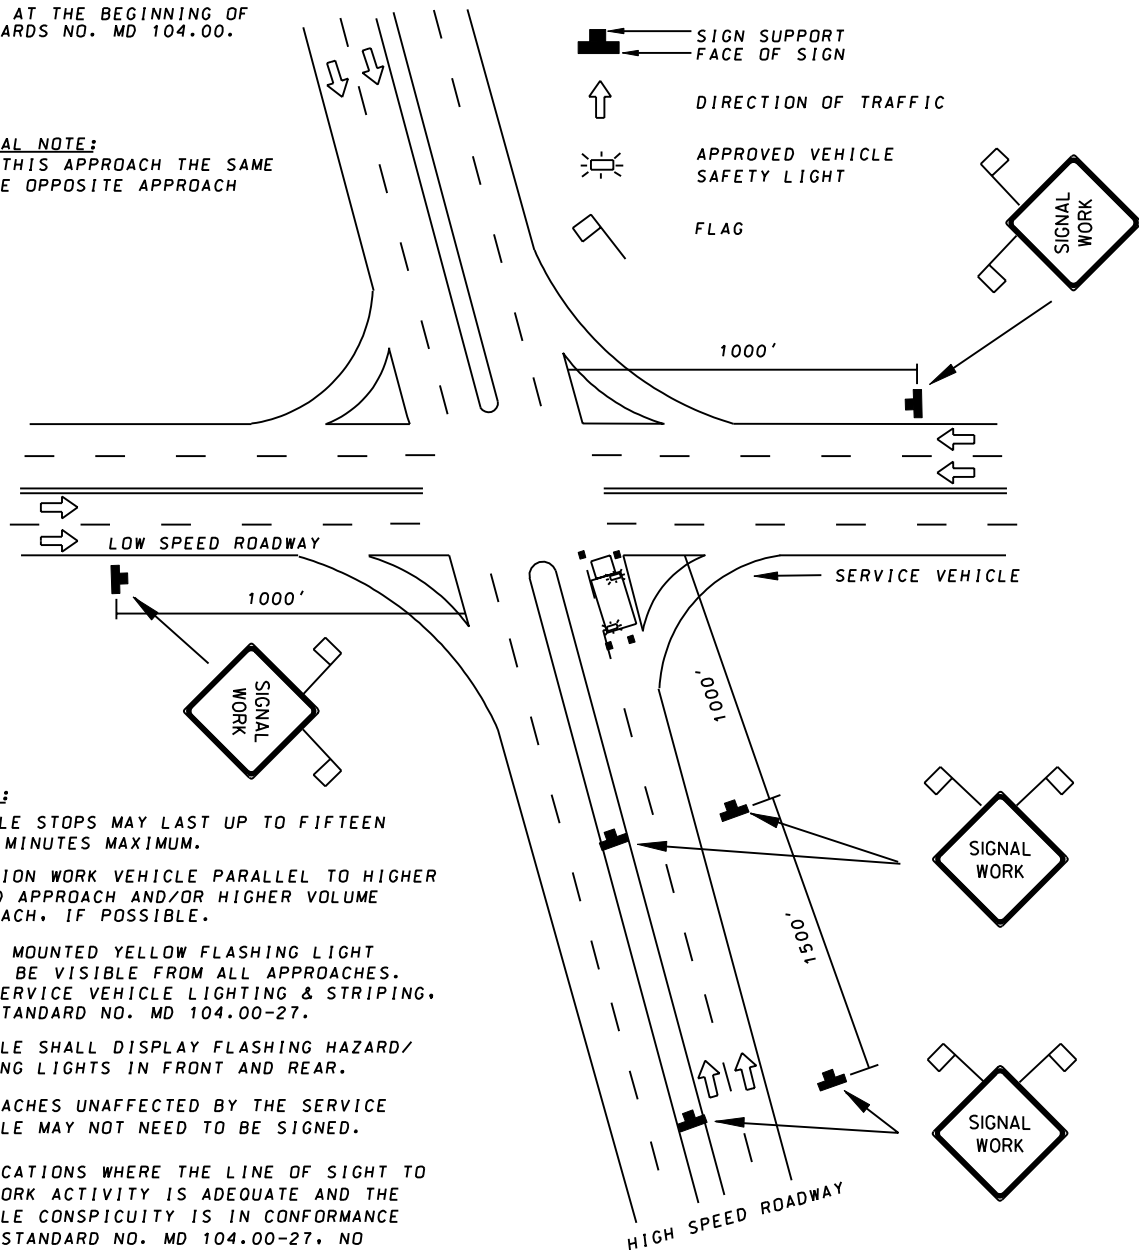 AT THE BEGINNING OF
ARDS NO. MD 104.00.
AL NOTE:
THIS APPROACH THE SAME
E OPPOSITE APPROACH
SIGN SUPPORT
FACE OF SIGN
DIRECTION OF TRAFFIC
APPROVED VEHICLE
SAFETY LIGHT
FLAG
SIGNAL
WORK
1000'
LOW SPEED ROADWAY
1000'
SERVICE VEHICLE
SIGNAL
WORK
1000'
SIGNAL
WORK
1500'
SIGNAL
WORK
HIGH SPEED ROADWAY
:
LE STOPS MAY LAST UP TO FIFTEEN
MINUTES MAXIMUM.
ION WORK VEHICLE PARALLEL TO HIGHER
) APPROACH AND/OR HIGHER VOLUME
ACH, IF POSSIBLE.
MOUNTED YELLOW FLASHING LIGHT
BE VISIBLE FROM ALL APPROACHES.
ERVICE VEHICLE LIGHTING & STRIPING,
TANDARD NO. MD 104.00-27.
LE SHALL DISPLAY FLASHING HAZARD/
NG LIGHTS IN FRONT AND REAR.
ACHES UNAFFECTED BY THE SERVICE
LE MAY NOT NEED TO BE SIGNED.
CATIONS WHERE THE LINE OF SIGHT TO
ORK ACTIVITY IS ADEQUATE AND THE
LE CONSPICUITY IS IN CONFORMANCE
STANDARD NO. MD 104.00-27, NO